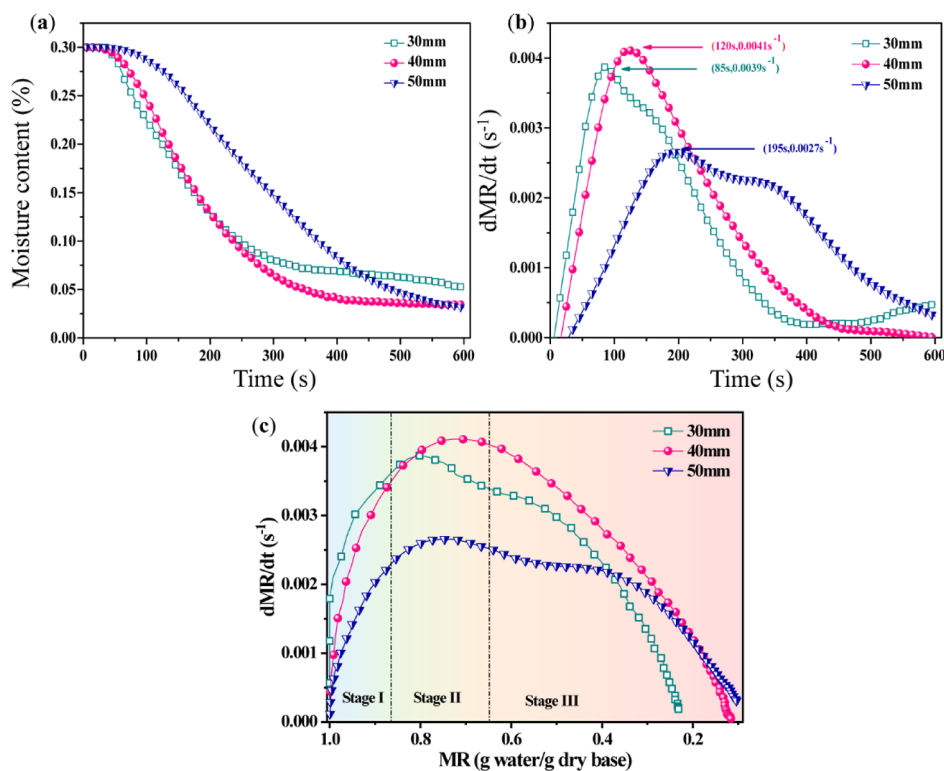 (a)
30mm
40mm
50mm
Moisture content (%)
0.30
0.25
0.20
0.15
0.10
0.05
0.00
0 100 200 300 400 500 600
Time (s)
(b)
(120s,0.0041s⁻¹)
(85s,0.0039s⁻¹)
(195s,0.0027s⁻¹)
30mm
40mm
50mm
dMR/dt (s⁻¹)
0.004
0.003
0.002
0.001
0.000
0 100 200 300 400 500 600
Time (s)
(c)
30mm
40mm
50mm
dMR/dt (s⁻¹)
0.004
0.003
0.002
0.001
0.000
Stage I Stage II Stage III
1.0 0.8 0.6 0.4 0.2
MR (g water/g dry base)